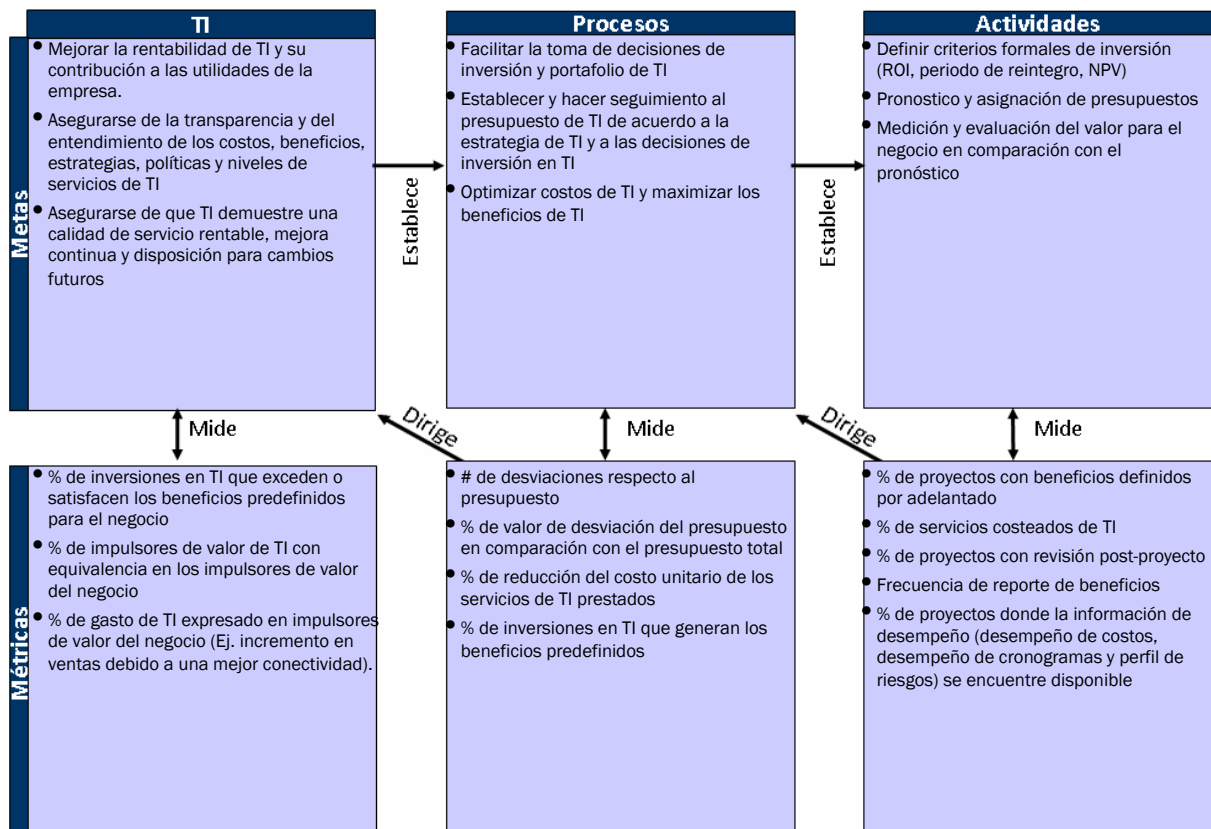 TI
Procesos
Actividades
Metas
• Mejorar la rentabilidad de TI y su
contribución a las utilidades de la
empresa.
• Asegurarse de la transparencia y del
entendimiento de los costos, beneficios,
estrategias, políticas y niveles de
servicios de TI
• Asegurarse de que TI demuestre una
calidad de servicio rentable, mejora
continua y disposición para cambios
futuros
Establece
• Facilitar la toma de decisiones de
inversión y portafolio de TI
• Establecer y hacer seguimiento al
presupuesto de TI de acuerdo a la
estrategia de TI y a las decisiones de
inversión en TI
• Optimizar costos de TI y maximizar los
beneficios de TI
Establece
• Definir criterios formales de inversión
(ROI, periodo de reintegro, NPV)
• Pronostico y asignación de presupuestos
• Medición y evaluación del valor para el
negocio en comparación con el
pronóstico
Mide
Dirige
Mide
Dirige
Mide
Métricas
• % de inversiones en TI que exceden o
satisfacen los beneficios predefinidos
para el negocio
• % de impulsores de valor de TI con
equivalencia en los impulsores de valor
del negocio
• % de gasto de TI expresado en impulsores
de valor del negocio (Ej. incremento en
ventas debido a una mejor conectividad).
• # de desviaciones respecto al
presupuesto
• % de valor de desviación del presupuesto
en comparación con el presupuesto total
• % de reducción del costo unitario de los
servicios de TI prestados
• % de inversiones en TI que generan los
beneficios predefinidos
• % de proyectos con beneficios definidos
por adelantado
• % de servicios costeados de TI
• % de proyectos con revisión post-proyecto
• Frecuencia de reporte de beneficios
• % de proyectos donde la información de
desempeño (desempeño de costos,
desempeño de cronogramas y perfil de
riesgos) se encuentre disponible